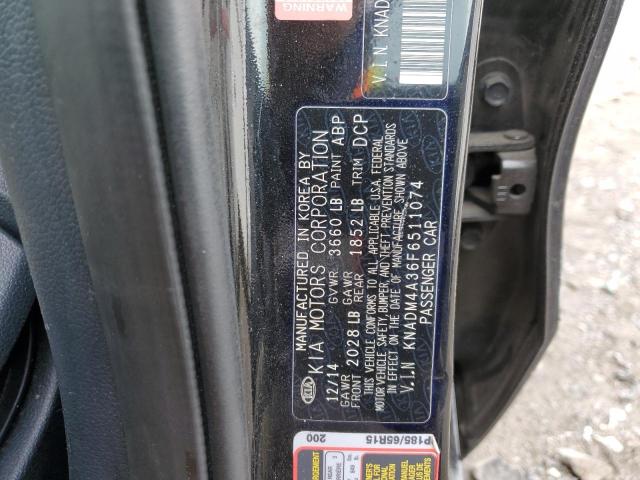 WARNING
V.I.N KNAD
MANUFACTURED IN KOREA BY
KIA MOTORS CORPORATION
12/14 GVWR 3660 LB PAINT ABP
GAWR FRONT 2028 LB GAWR REAR 1852 LB TRIM DCP
THIS VEHICLE CONFORMS TO ALL APPLICABLE U.S.A. FEDERAL
MOTOR VEHICLE SAFETY, BUMPER, AND THEFT PREVENTION STANDARDS
IN EFFECT ON THE DATE OF MANUFACTURE SHOWN ABOVE
V.I.N KNADM4A36F6511074
PASSENGER CAR
KIA
200
P185/65R15